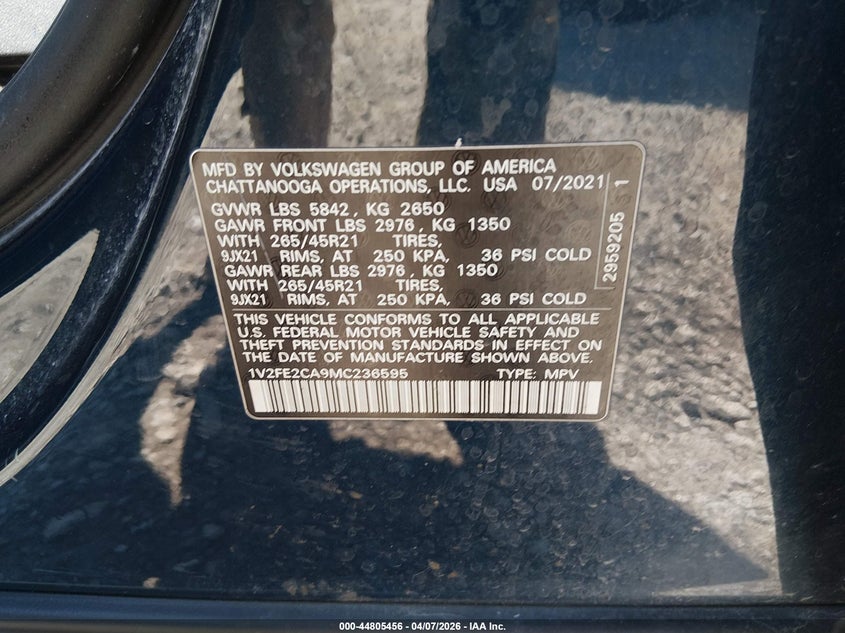 MFD BY VOLKSWAGEN GROUP OF AMERICA
CHATTANOOGA OPERATIONS, LLC. USA 07/2021
GVWR LBS 5842 , KG 2650
GAWR FRONT LBS 2976 , KG 1350
WITH 265/45R21 TIRES,
9JX21 RIMS, AT 250 KPA, 36 PSI COLD
GAWR REAR LBS 2976 , KG 1350
WITH 265/45R21 TIRES,
9JX21 RIMS, AT 250 KPA, 36 PSI COLD
THIS VEHICLE CONFORMS TO ALL APPLICABLE
U.S. FEDERAL MOTOR VEHICLE SAFETY AND
THEFT PREVENTION STANDARDS IN EFFECT ON
THE DATE OF MANUFACTURE SHOWN ABOVE.
1V2FE2CA9MC236595 TYPE: MPV
2959205
000-44805456 - 04/07/2026 - IAA Inc.